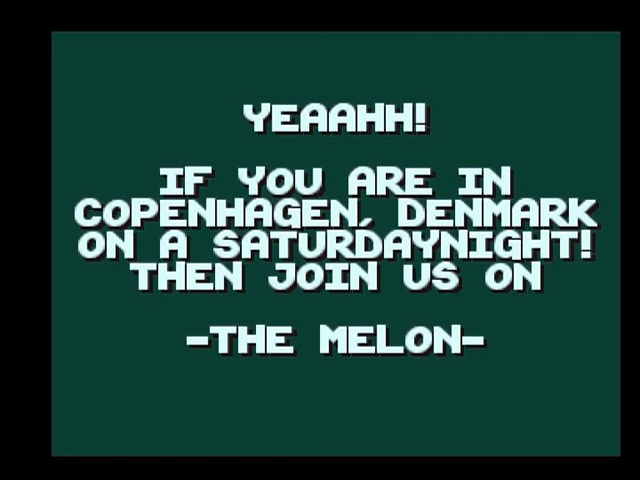 YEAAHH!
IF YOU ARE IN
COPENHAGEN, DENMARK
ON A SATURDAYNIGHT!
THEN JOIN US ON
-THE MELON-